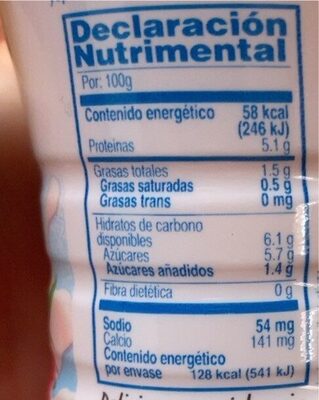 Declaración
Nutrimental
Por: 100g
Contenido energético 58 kcal
(246 kJ)
Proteínas 5.1 g
Grasas totales 1.5 g
Grasas saturadas 0.5 g
Grasas trans 0 mg
Hidratos de carbono
disponibles 6.1 g
Azúcares 5.7 g
Azúcares añadidos 1.4 g
Fibra dietética 0 g
Sodio 54 mg
Calcio 141 mg
Contenido energético
por envase 128 kcal (541 kJ)